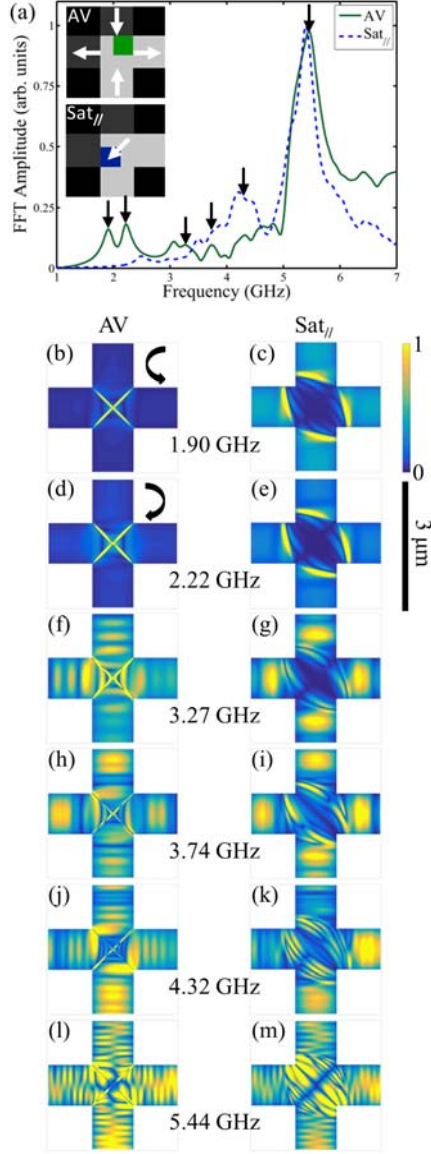 (a)
AV
Sat//
AV
Sat//
FFT Amplitude (arb. units)
1
0.75
0.5
0.25
0
1 2 3 4 5 6 7
Frequency (GHz)
AV Sat//
(b) (c)
1
0
1.90 GHz
(d) (e)
2.22 GHz
3 μm
(f) (g)
3.27 GHz
(h) (i)
3.74 GHz
(j) (k)
4.32 GHz
(l) (m)
5.44 GHz